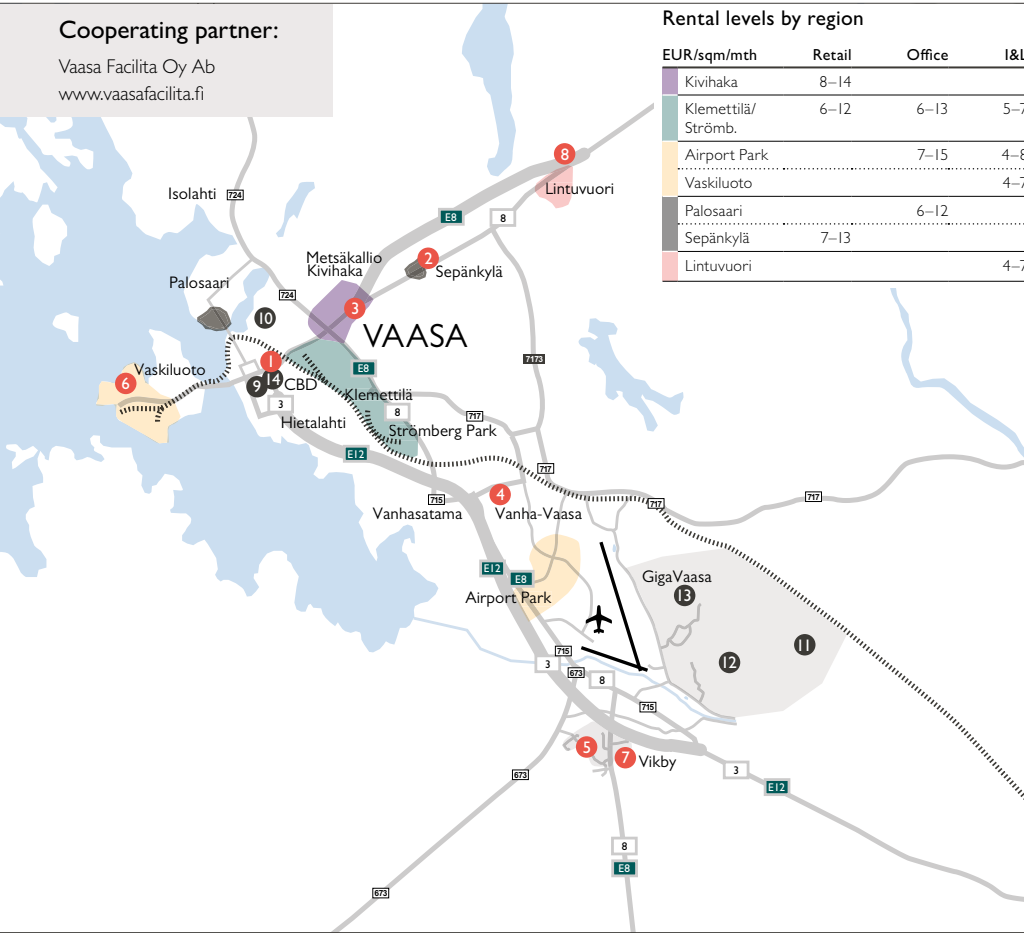 Cooperating partner:
Vaasa Facilita Oy Ab
www.vaasafacilita.fi
Rental levels by region
EUR/sqm/mth Retail Office I&L
Kivihaka 8–14
Klemettilä/ 6–12 6–13 5–7
Strömb.
Airport Park 7–15 4–8
Vaskiluoto 4–7
Palosaari 6–12
Sepänkylä 7–13
Lintuvuori 4–7
8
Lintuvuori
Isolahti 724
E8 8
Metsäkallio
Kivihaka
2
Sepänkylä
Palosaari
724
3
10
VAASA
7173
1
E8
Vaskiluoto
6
9 14 CBD
Klemettilä
3
8
717
Hietalahti
Strömberg Park
E12
717
4
715
717
717
Vanhasatama
Vanha-Vaasa
E12
E8
GigaVaasa
13
Airport Park
11
715
12
3
673
8
715
5
7 Vikby
3
673
E12
8
E8
673